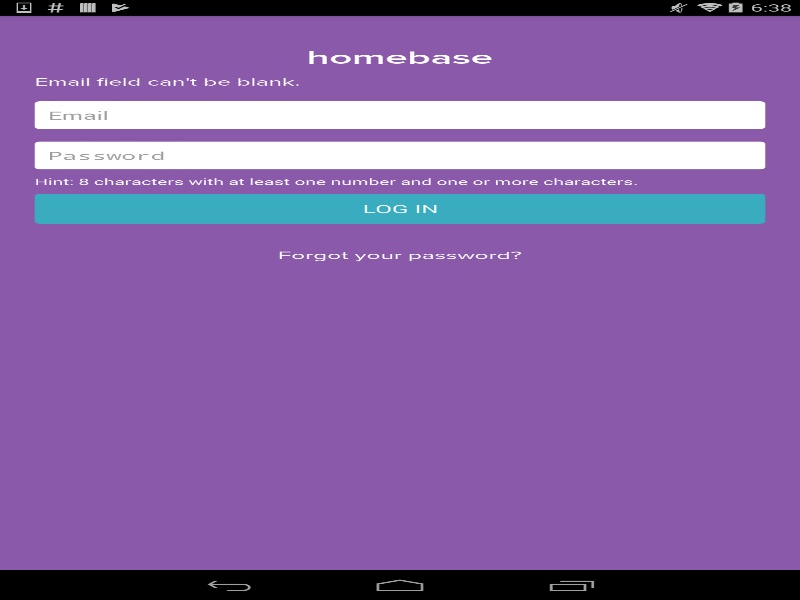 6:38
homebase
Email field can't be blank.
Email
Password
Hint: 8 characters with at least one number and one or more characters.
LOG IN
Forgot your password?